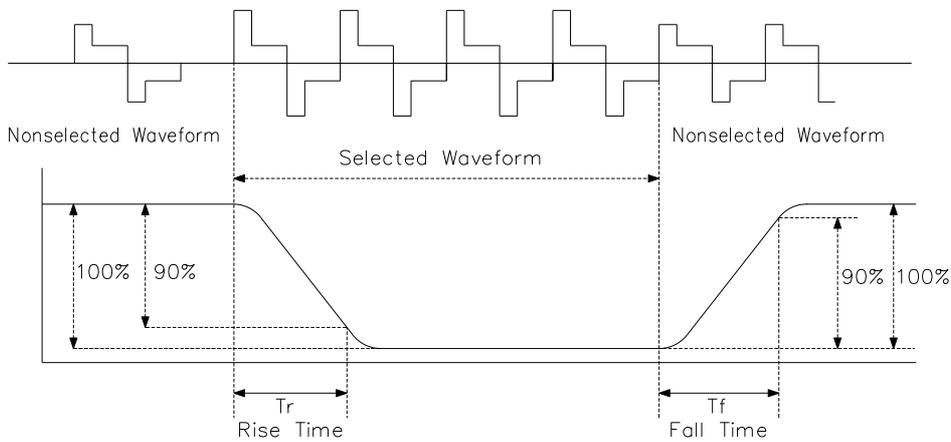 Nonselected Waveform
Nonselected Waveform
Selected Waveform
100%
90%
90%
100%
Tr
Rise Time
Tf
Fall Time